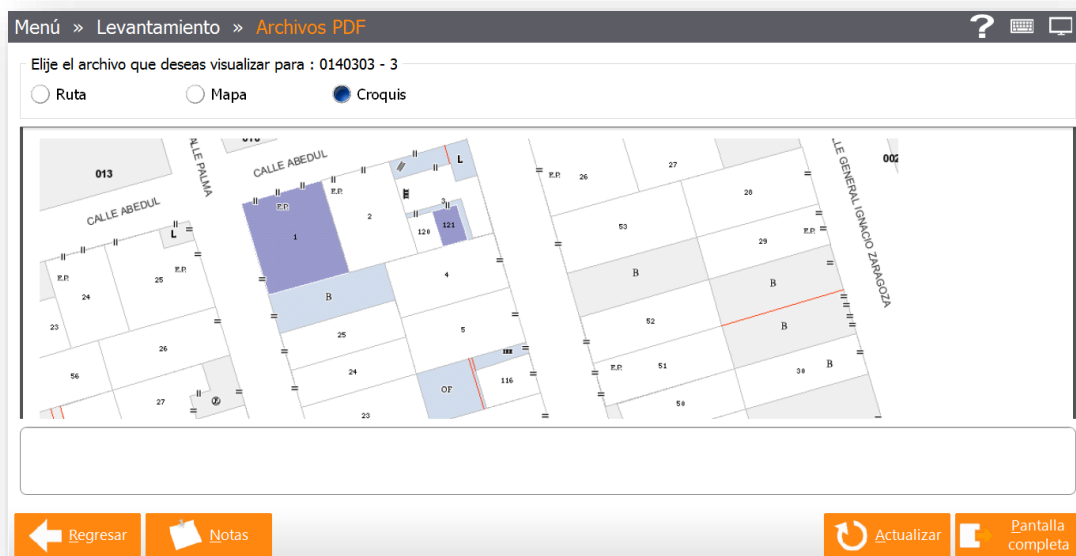 Menú » Levantamiento » Archivos PDF
?
Elije el archivo que deseas visualizar para : 0140303 - 3
Ruta
Mapa
Croquis
013
CALLE ABEDUL
CALLE PALMA
CALLE ABEDUL
L
L
E.P.
E.P.
24
25
23
26
56
27
E.P.
E.P.
1
2
3
120
121
4
B
5
25
24
23
OF
116
E.P.
26
27
28
53
29
E.P.
B
B
52
B
E.P.
51
30
B
50
LLE GENERAL IGNACIO ZARAGOZA
002
Regresar
Notas
Actualizar
Pantalla
completa